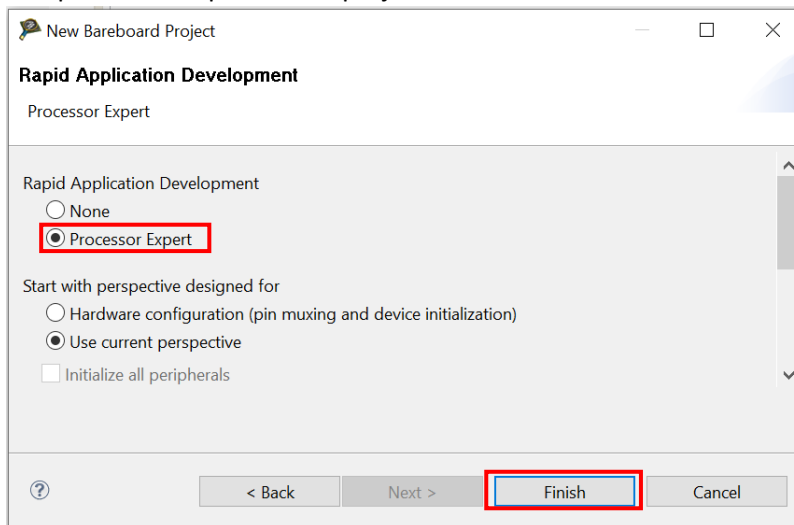 New Bareboard Project
Rapid Application Development
Processor Expert
Rapid Application Development
None
Processor Expert
Start with perspective designed for
Hardware configuration (pin muxing and device initialization)
Use current perspective
Initialize all peripherals
? < Back Next > Finish Cancel